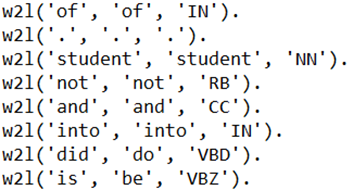 w2l('of', 'of', 'IN').
w2l('.', '.', '.').
w2l('student', 'student', 'NN').
w2l('not', 'not', 'RB').
w2l('and', 'and', 'CC').
w2l('into', 'into', 'IN').
w2l('did', 'do', 'VBD').
w2l('is', 'be', 'VBZ').